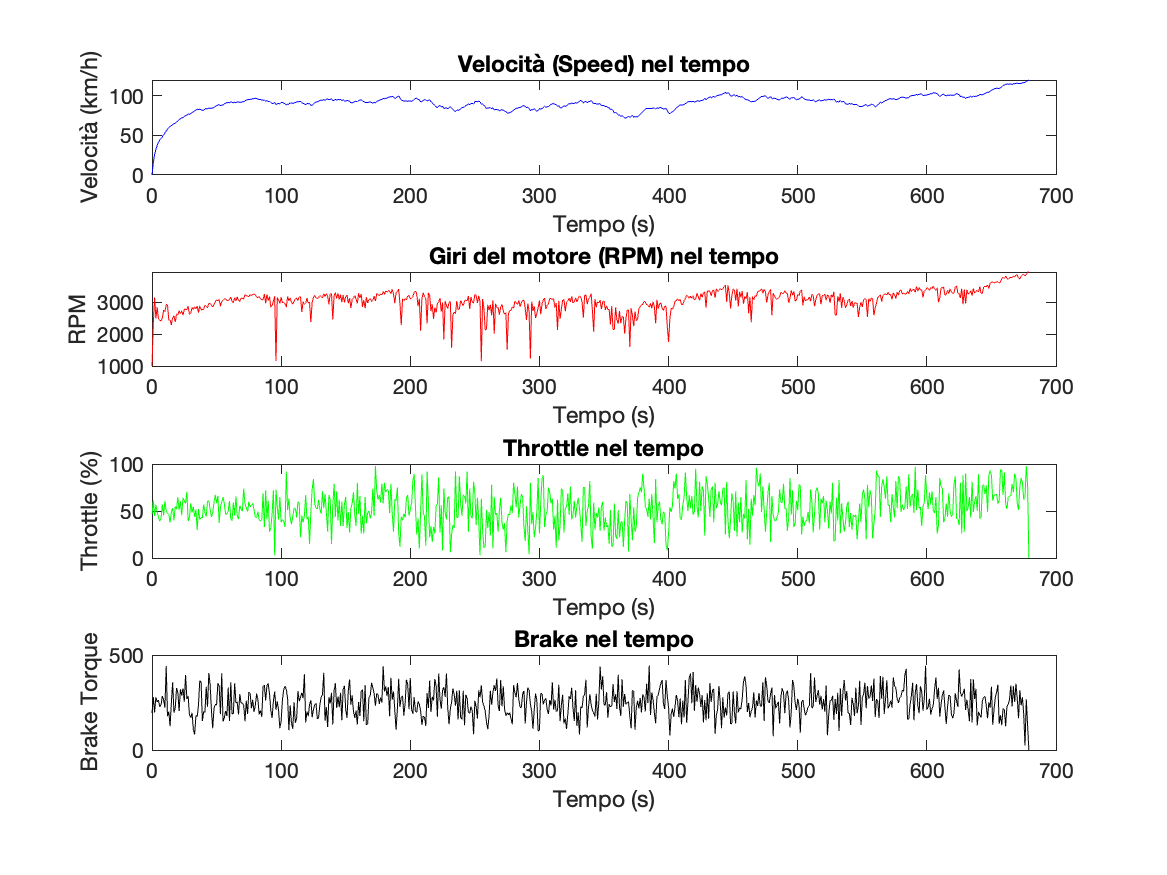 Velocità (Speed) nel tempo
Velocità (km/h)
100
50
0
0 100 200 300 400 500 600 700
Tempo (s)
Giri del motore (RPM) nel tempo
RPM
3000
2000
1000
0 100 200 300 400 500 600 700
Tempo (s)
Throttle nel tempo
Throttle (%)
100
50
0
0 100 200 300 400 500 600 700
Tempo (s)
Brake nel tempo
Brake Torque
500
0
0 100 200 300 400 500 600 700
Tempo (s)